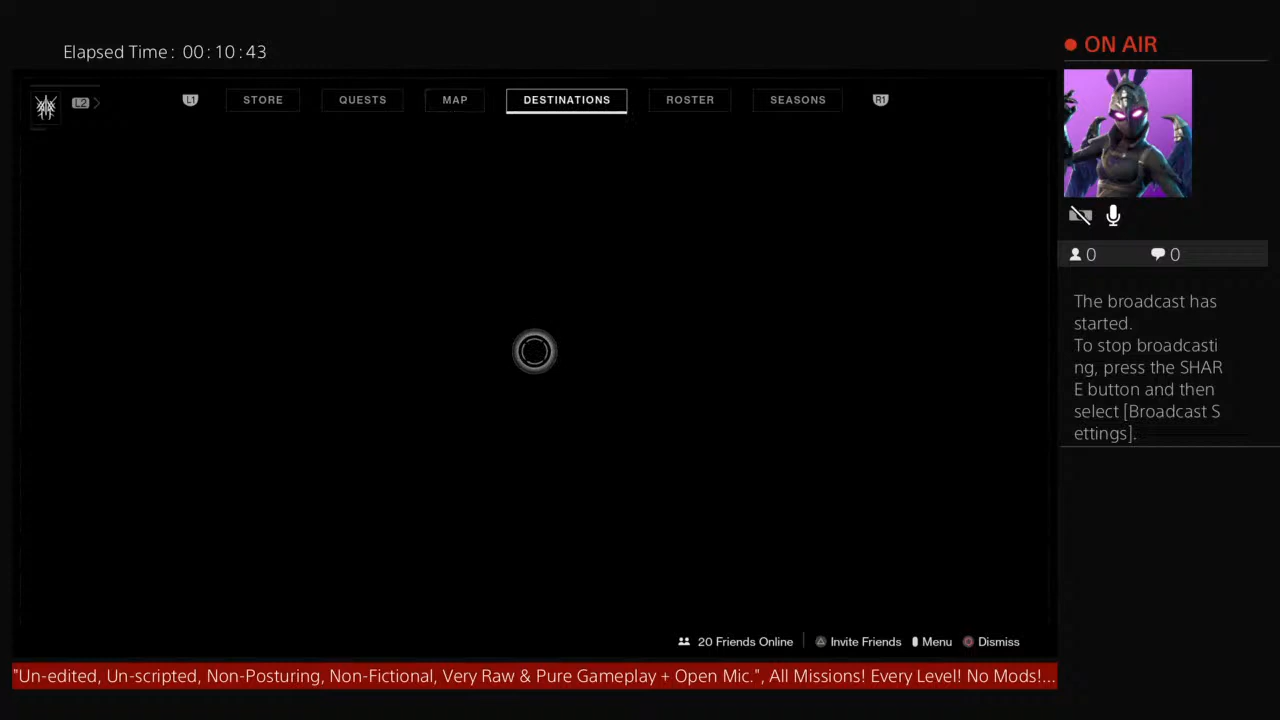 Elapsed Time: 00:10:43
ON AIR
L2
L1
STORE
QUESTS
MAP
DESTINATIONS
ROSTER
SEASONS
R1
0
0
The broadcast has
started.
To stop broadcasti
ng, press the SHAR
E button and then
select [Broadcast S
ettings].
20 Friends Online
Invite Friends
Menu
Dismiss
"Un-edited, Un-scripted, Non-Posturing, Non-Fictional, Very Raw & Pure Gameplay + Open Mic.", All Missions! Every Level! No Mods!...